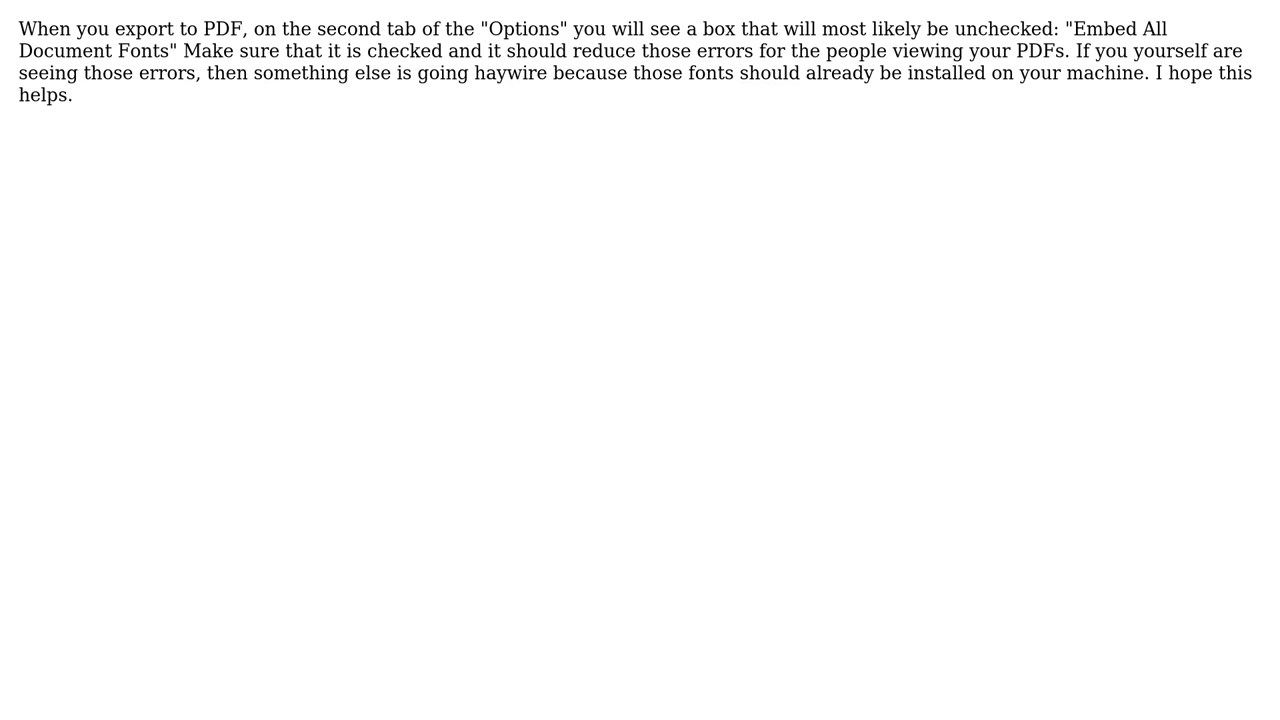 When you export to PDF, on the second tab of the "Options" you will see a box that will most likely be unchecked: "Embed All
Document Fonts" Make sure that it is checked and it should reduce those errors for the people viewing your PDFs. If you yourself are
seeing those errors, then something else is going haywire because those fonts should already be installed on your machine. I hope this
helps.